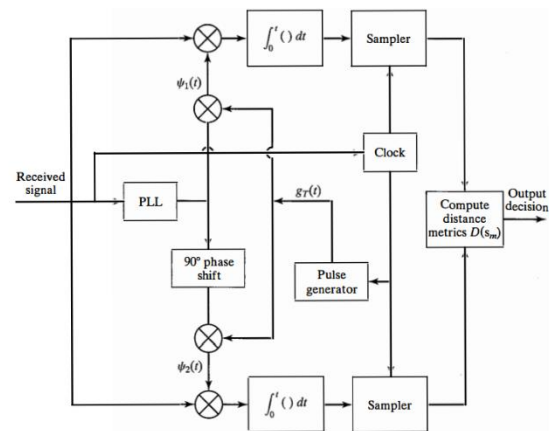 ∫₀ᵗ ( ) dt
Sampler
ψ₁(t)
Clock
Received
signal
PLL
g_T(t)
Output
decision
Compute
distance
metrics D(s_m)
90° phase
shift
Pulse
generator
ψ₂(t)
∫₀ᵗ ( ) dt
Sampler